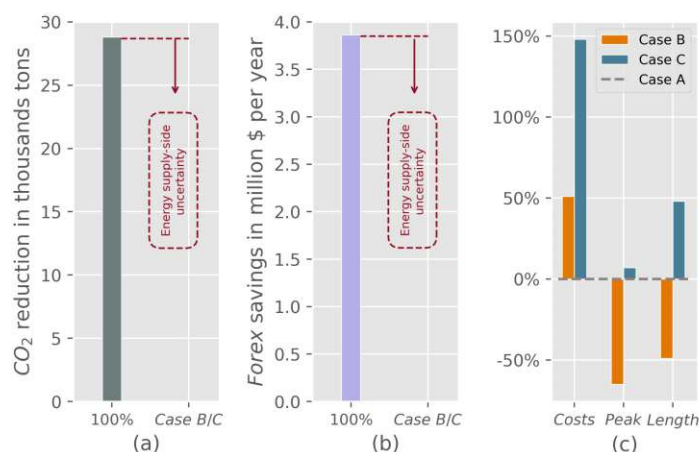 CO2 reduction in thousands tons
30
25
20
15
10
5
0
Energy supply-side
uncertainty
100%
Case B/C
(a)
Forex savings in million $ per year
4.0
3.5
3.0
2.5
2.0
1.5
1.0
0.5
0.0
Energy supply-side
uncertainty
100%
Case B/C
(b)
150%
100%
50%
0%
-50%
Case B
Case C
Case A
Costs
Peak
Length
(c)